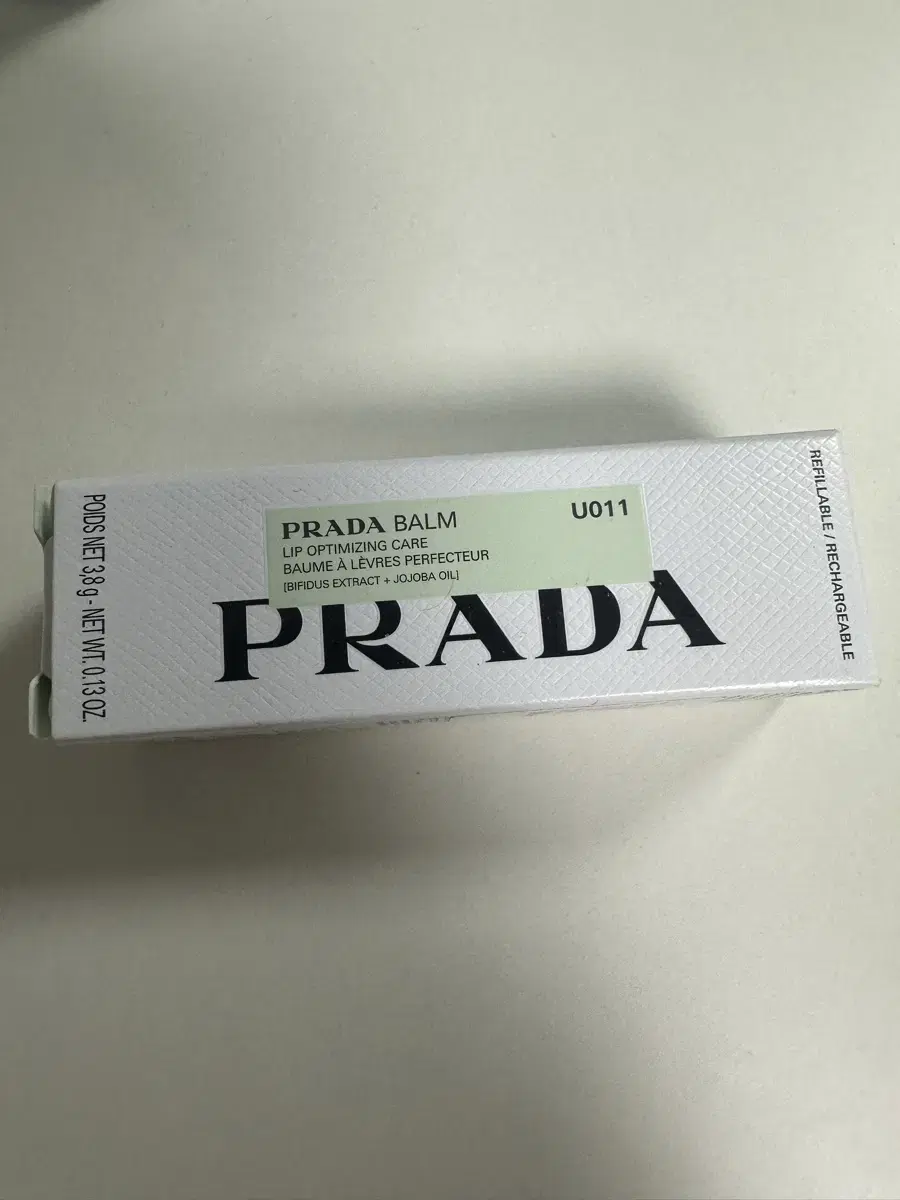 PRADA BALM
U011
LIP OPTIMIZING CARE
BAUME À LÈVRES PERFECTEUR
[BIFIDUS EXTRACT + JOJOBA OIL]
PRADA
POIDS NET 3,8 g - NET WT. 0.13 OZ.
REFILLABLE / RECHARGEABLE